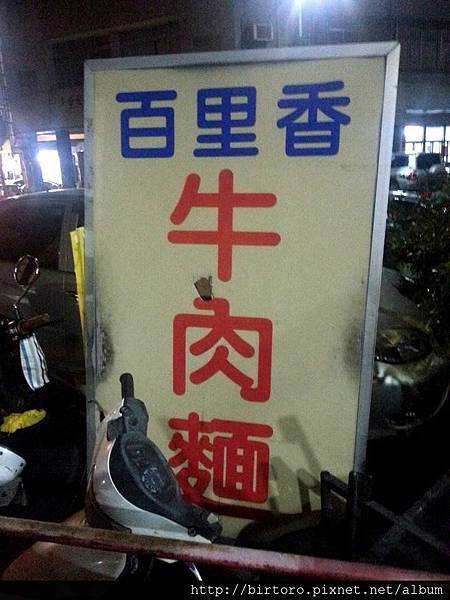 百里香
牛肉麵
http://birtoro.pixnet.net/album